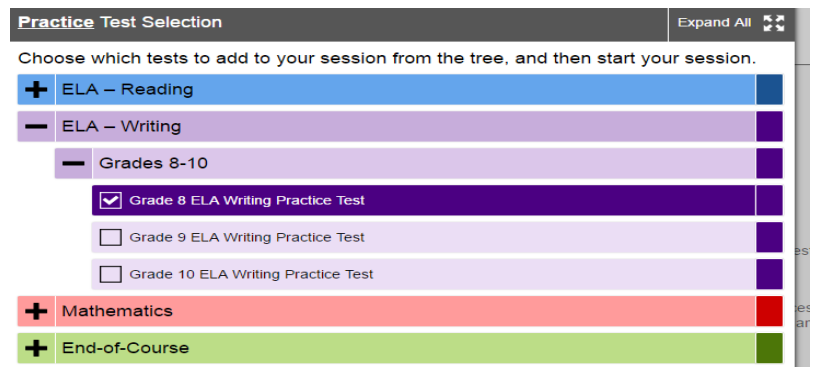 Practice Test Selection
Expand All
Choose which tests to add to your session from the tree, and then start your session.
ELA – Reading
ELA – Writing
Grades 8-10
Grade 8 ELA Writing Practice Test
Grade 9 ELA Writing Practice Test
Grade 10 ELA Writing Practice Test
Mathematics
End-of-Course